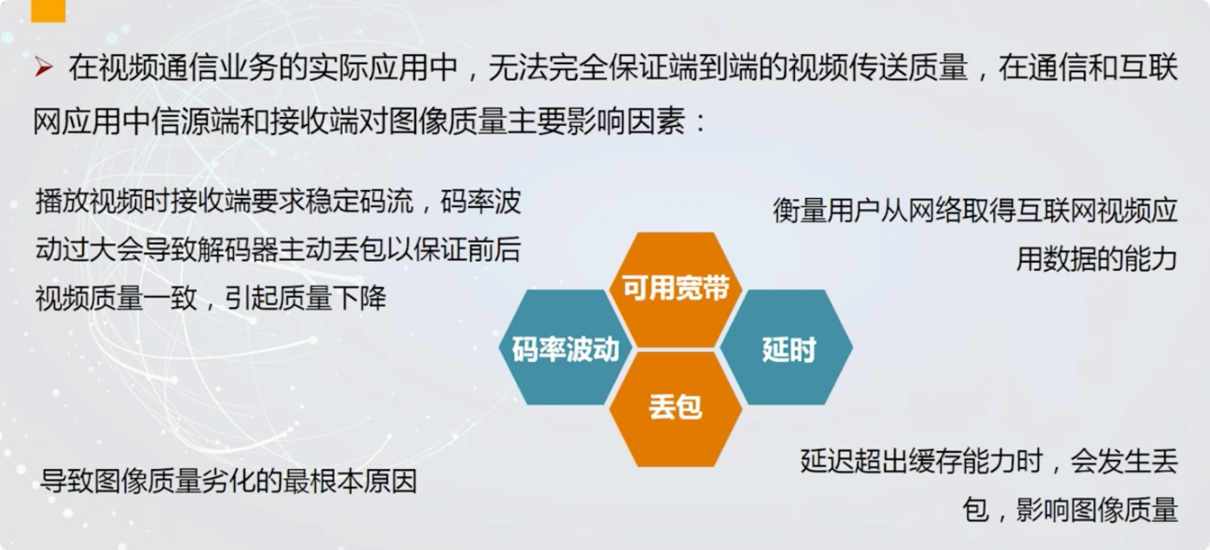 在视频通信业务的实际应用中，无法完全保证端到端的视频传送质量，在通信和互联
网应用中信源端和接收端对图像质量主要影响因素：
播放视频时接收端要求稳定码流，码率波
动过大会导致解码器主动丢包以保证前后
视频质量一致，引起质量下降
衡量用户从网络取得互联网视频应
用数据的能力
可用宽带
码率波动
延时
丢包
导致图像质量劣化的最根本原因
延迟超出缓存能力时，会发生丢
包，影响图像质量